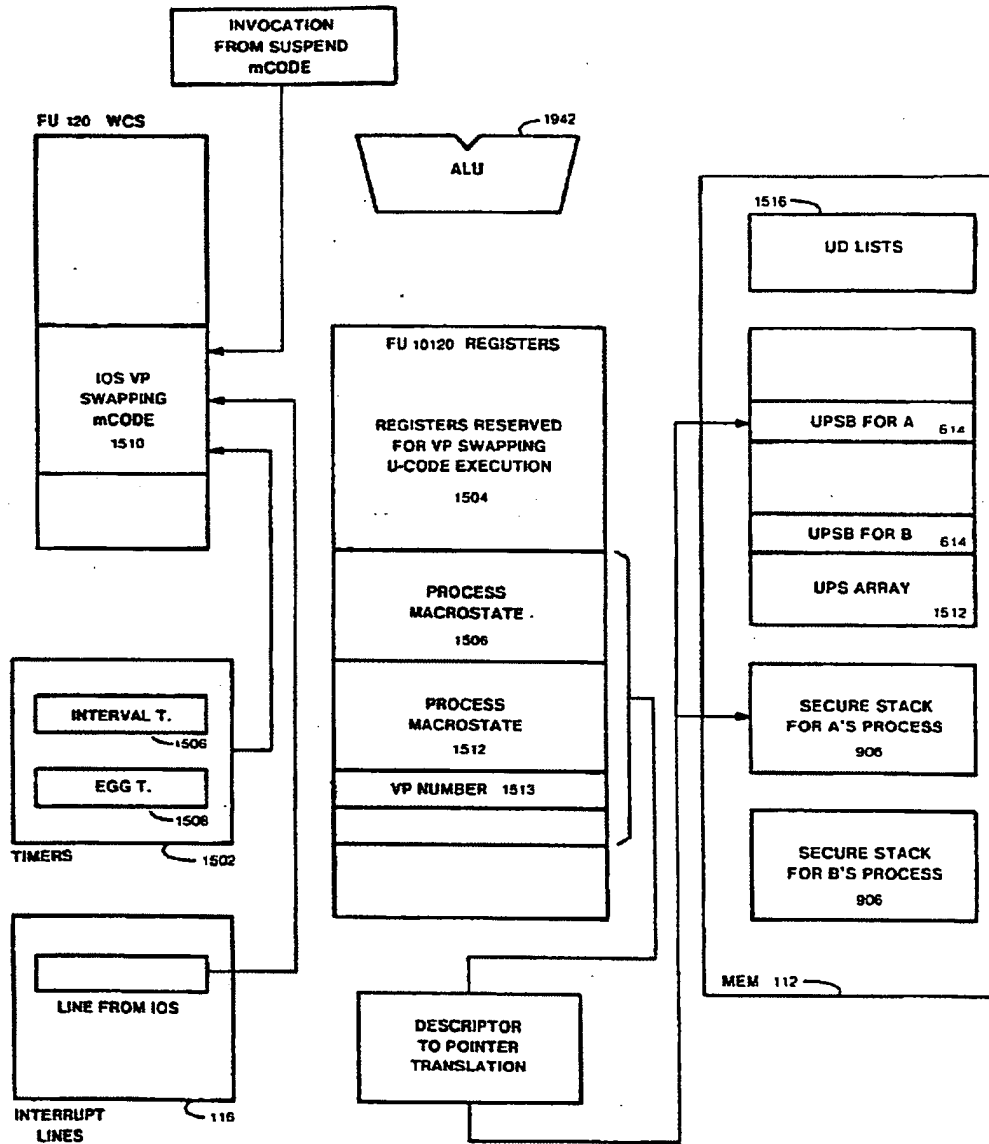 INVOCATION
FROM SUSPEND
mCODE
FU 120 WCS
IOS VP
SWAPPING
mCODE
1510
1942
ALU
FU 10120 REGISTERS
REGISTERS RESERVED
FOR VP SWAPPING
U-CODE EXECUTION
1504
PROCESS
MACROSTATE
1506
PROCESS
MACROSTATE
1512
VP NUMBER 1513
INTERVAL T.
1506
EGG T.
1508
TIMERS
1502
LINE FROM IOS
INTERRUPT
LINES
116
DESCRIPTOR
TO POINTER
TRANSLATION
1516
UD LISTS
UPSB FOR A 614
UPSB FOR B 614
UPS ARRAY
1512
SECURE STACK
FOR A'S PROCESS
906
SECURE STACK
FOR B'S PROCESS
906
MEM 112